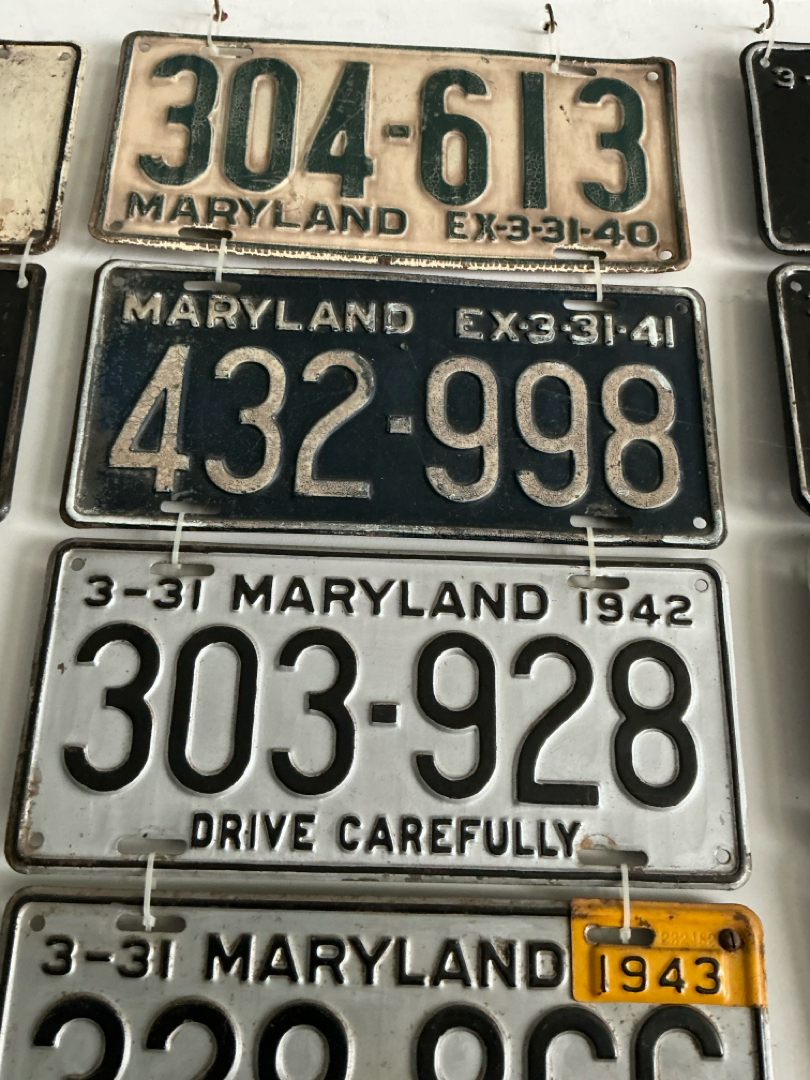 304-613
MARYLAND EX-3-31-40
MARYLAND EX-3-31-41
432-998
3-31 MARYLAND 1942
303-928
DRIVE CAREFULLY
3-31 MARYLAND
1943